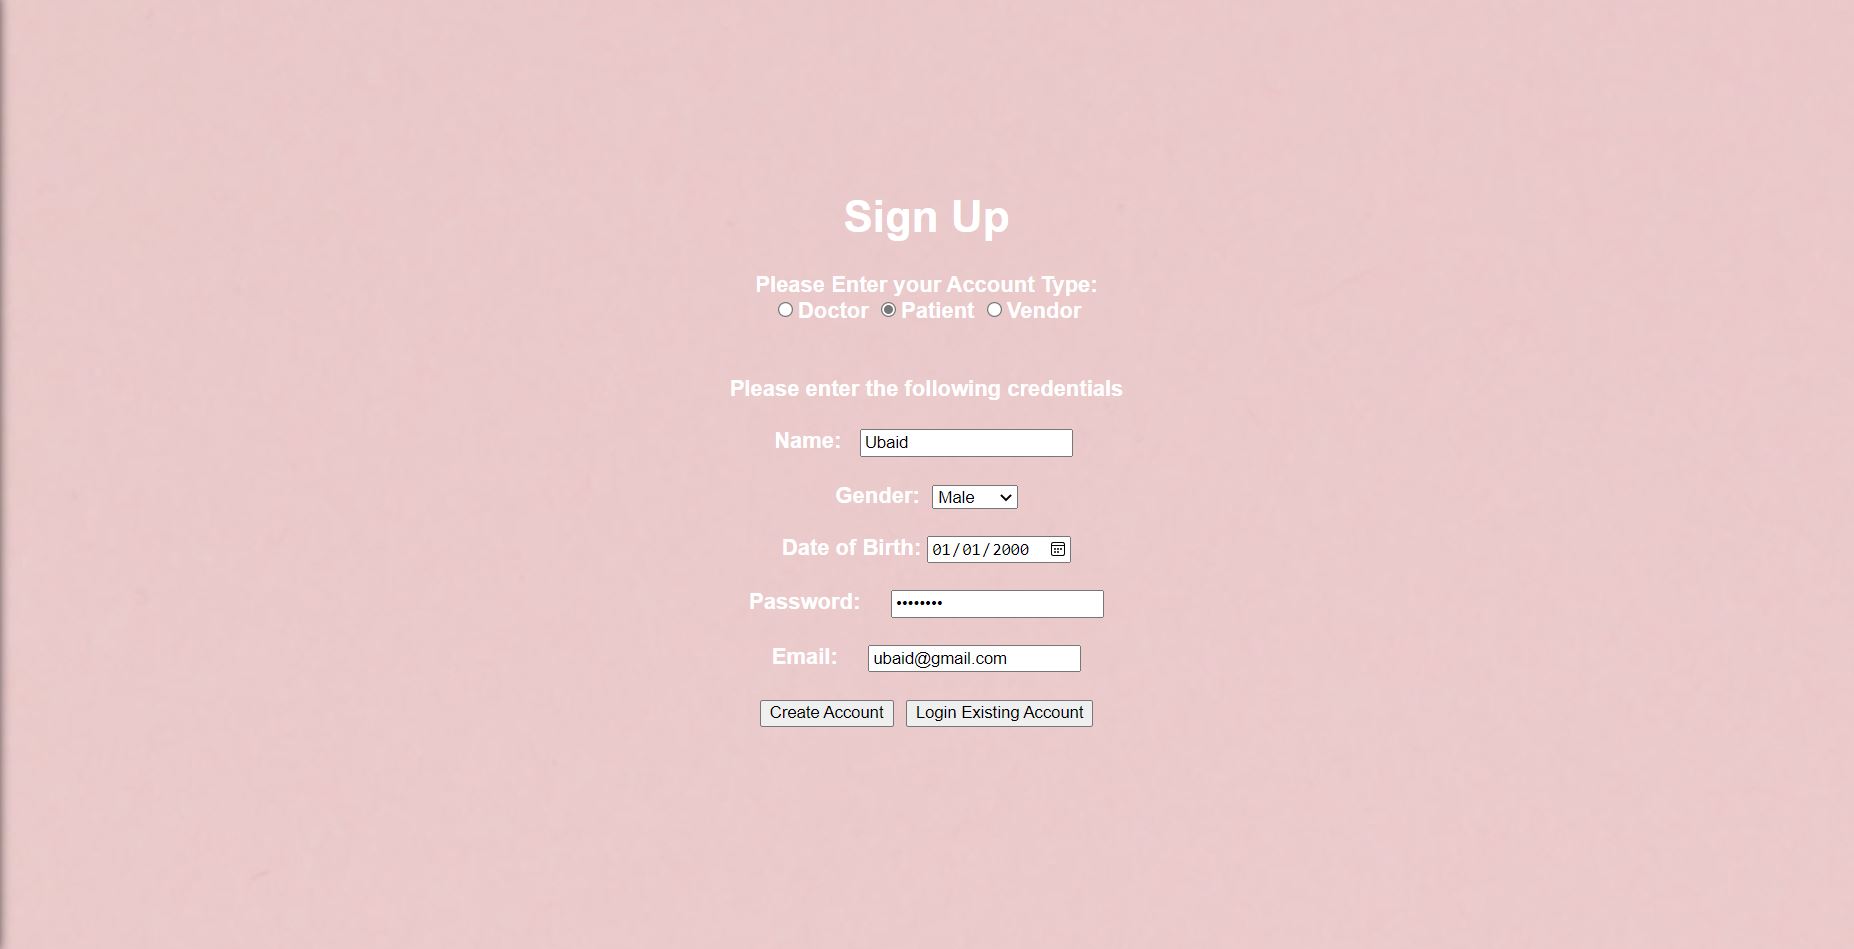 Sign Up
Please Enter your Account Type:
Doctor Patient Vendor
Please enter the following credentials
Name: Ubaid
Gender: Male
Date of Birth: 01/01/2000
Password: ••••••••
Email: ubaid@gmail.com
Create Account Login Existing Account